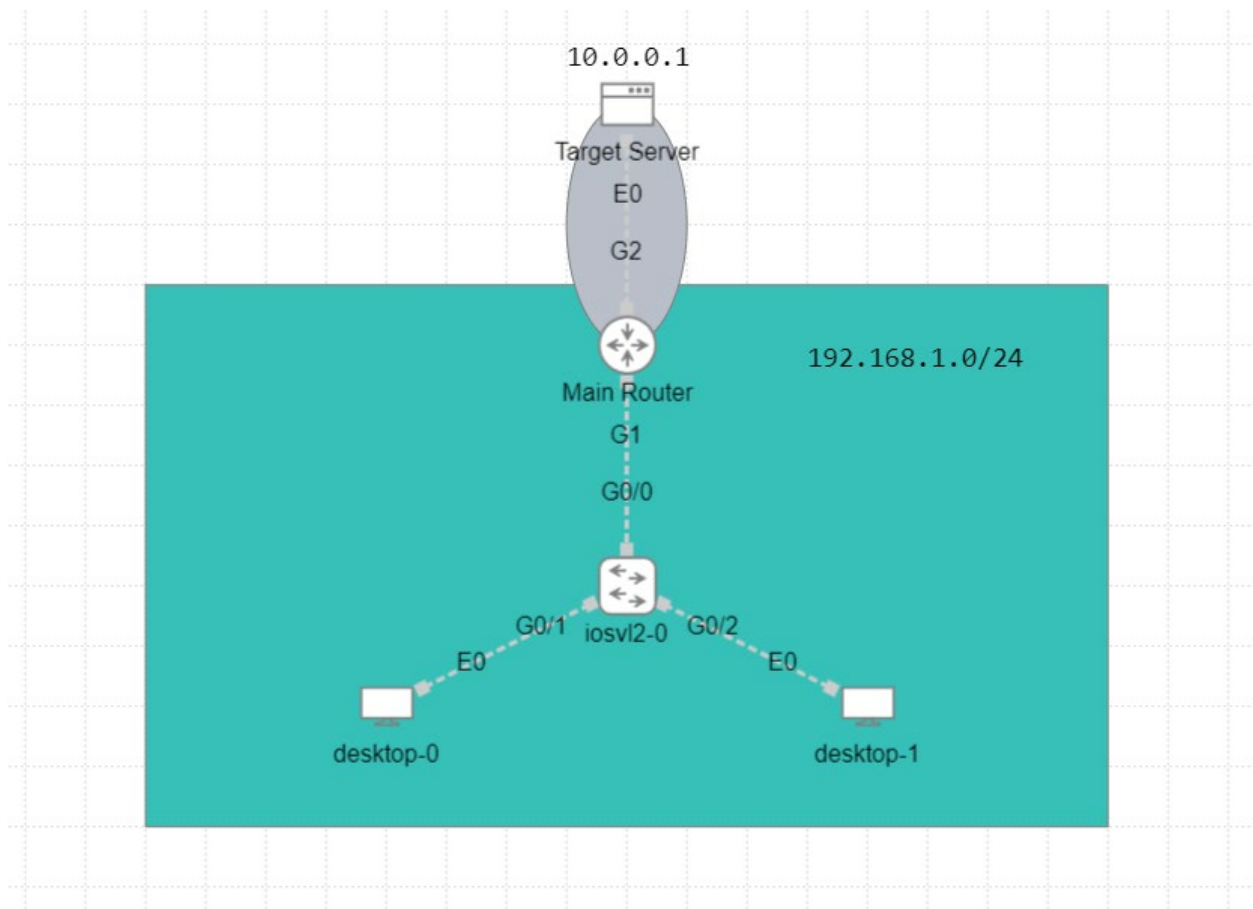 10.0.0.1
Target Server
E0
G2
192.168.1.0/24
Main Router
G1
G0/0
G0/1
iosvl2-0
G0/2
E0
E0
desktop-0
desktop-1